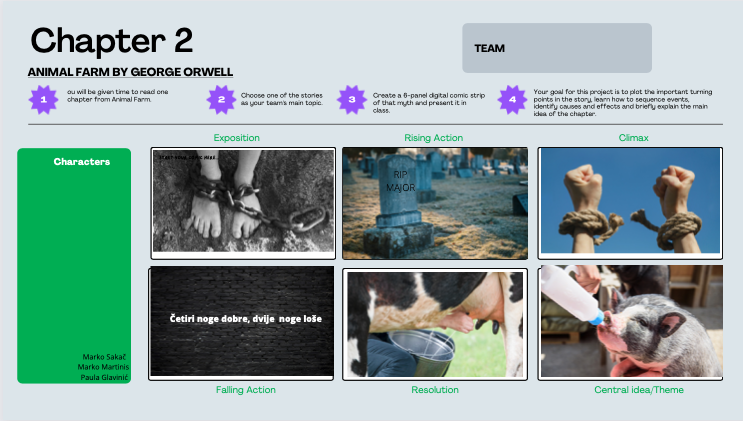 Chapter 2
TEAM
ANIMAL FARM BY GEORGE ORWELL
1
ou will be given time to read one
chapter from Animal Farm.
2
Choose one of the stories
as your team's main topic.
3
Create a 6-panel digital comic strip
of that myth and present it in
class.
4
Your goal for this project is to plot the important turning
points in the story, learn how to sequence events,
identify causes and effects and briefly explain the main
idea of the chapter.
Exposition
Rising Action
Climax
Characters
START YOUR COMIC HERE...
RIP
MAJOR
Četiri noge dobre, dvije noge loše
Marko Sakač
Marko Martinis
Paula Glavinić
Falling Action
Resolution
Central idea/Theme